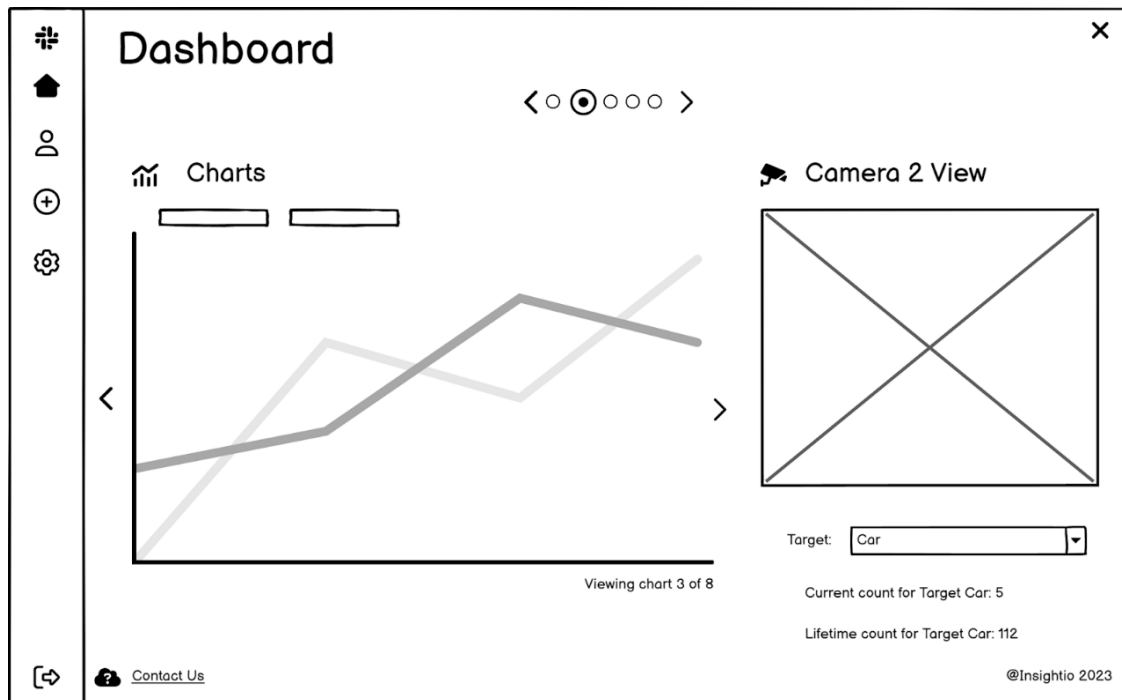 Dashboard
Charts
Camera 2 View
Target: Car
Viewing chart 3 of 8
Current count for Target Car: 5
Lifetime count for Target Car: 112
Contact Us
@Insightio 2023